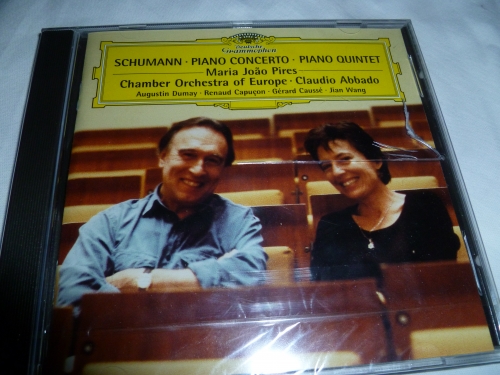 Deutsche
Grammophon
SCHUMANN · PIANO CONCERTO · PIANO QUINTET
Maria João Pires
Chamber Orchestra of Europe · Claudio Abbado
Augustin Dumay · Renaud Capuçon · Gérard Caussé · Jian Wang